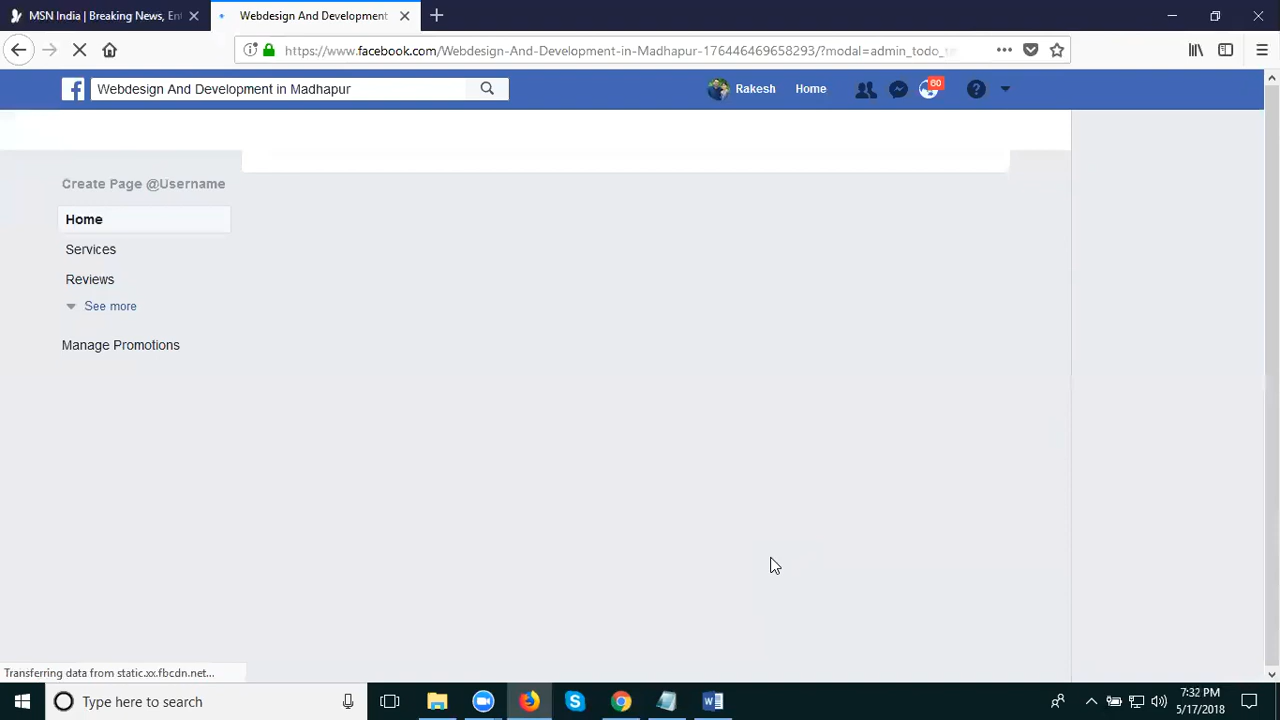 MSN India | Breaking News, Ent
Webdesign And Development
https://www.facebook.com/Webdesign-And-Development-in-Madhapur-176446469658293/?modal=admin_todo_
Webdesign And Development in Madhapur
Rakesh
Home
60
Create Page @Username
Home
Services
Reviews
See more
Manage Promotions
Transferring data from static.xx.fbcdn.net...
Type here to search
7:32 PM
5/17/2018